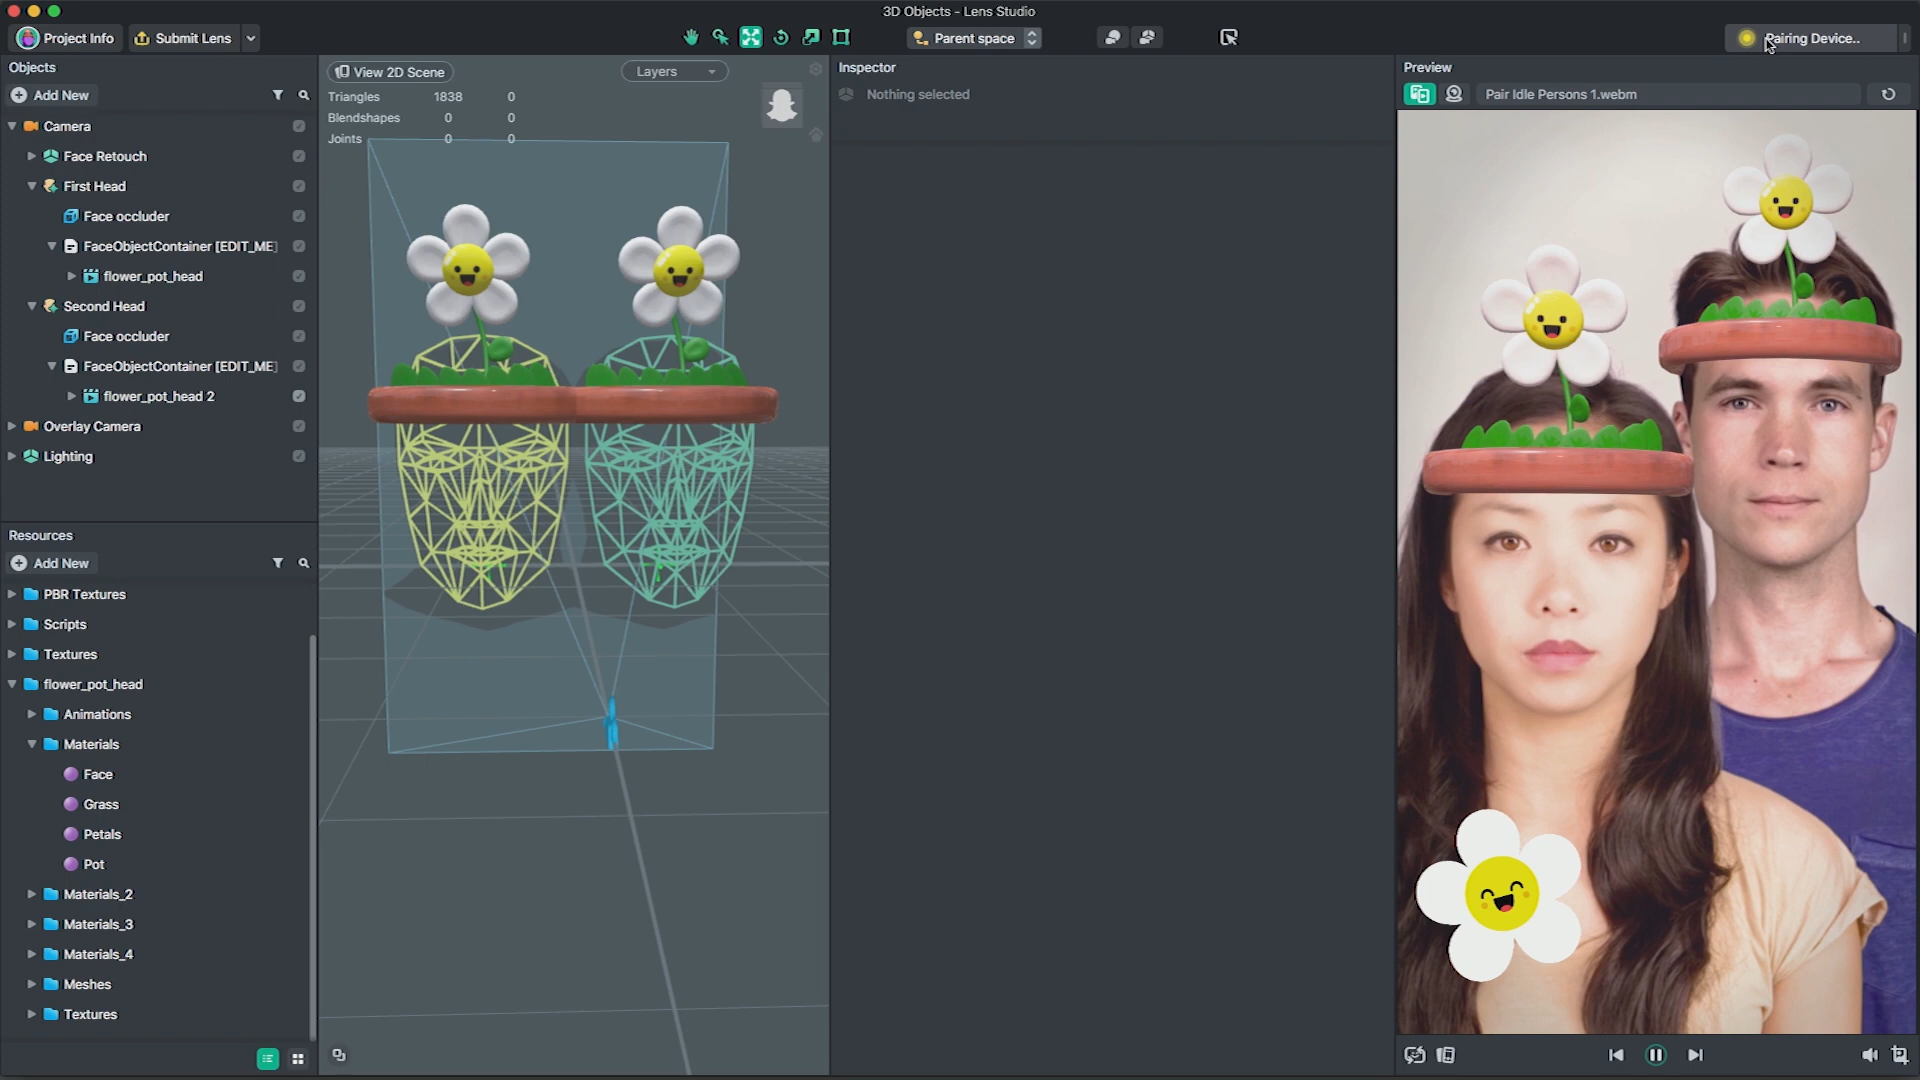 3D Objects - Lens Studio
Project Info
Submit Lens
Parent space
Pairing Device..
Objects
Add New
Camera
Face Retouch
First Head
Face occluder
FaceObjectContainer [EDIT_ME]
flower_pot_head
Second Head
Face occluder
FaceObjectContainer [EDIT_ME]
flower_pot_head 2
Overlay Camera
Lighting
Resources
Add New
PBR Textures
Scripts
Textures
flower_pot_head
Animations
Materials
Face
Grass
Petals
Pot
Materials_2
Materials_3
Materials_4
Meshes
Textures
View 2D Scene
Layers
Triangles 1838 0
Blendshapes 0 0
Joints 0 0
Inspector
Nothing selected
Preview
Pair Idle Persons 1.webm